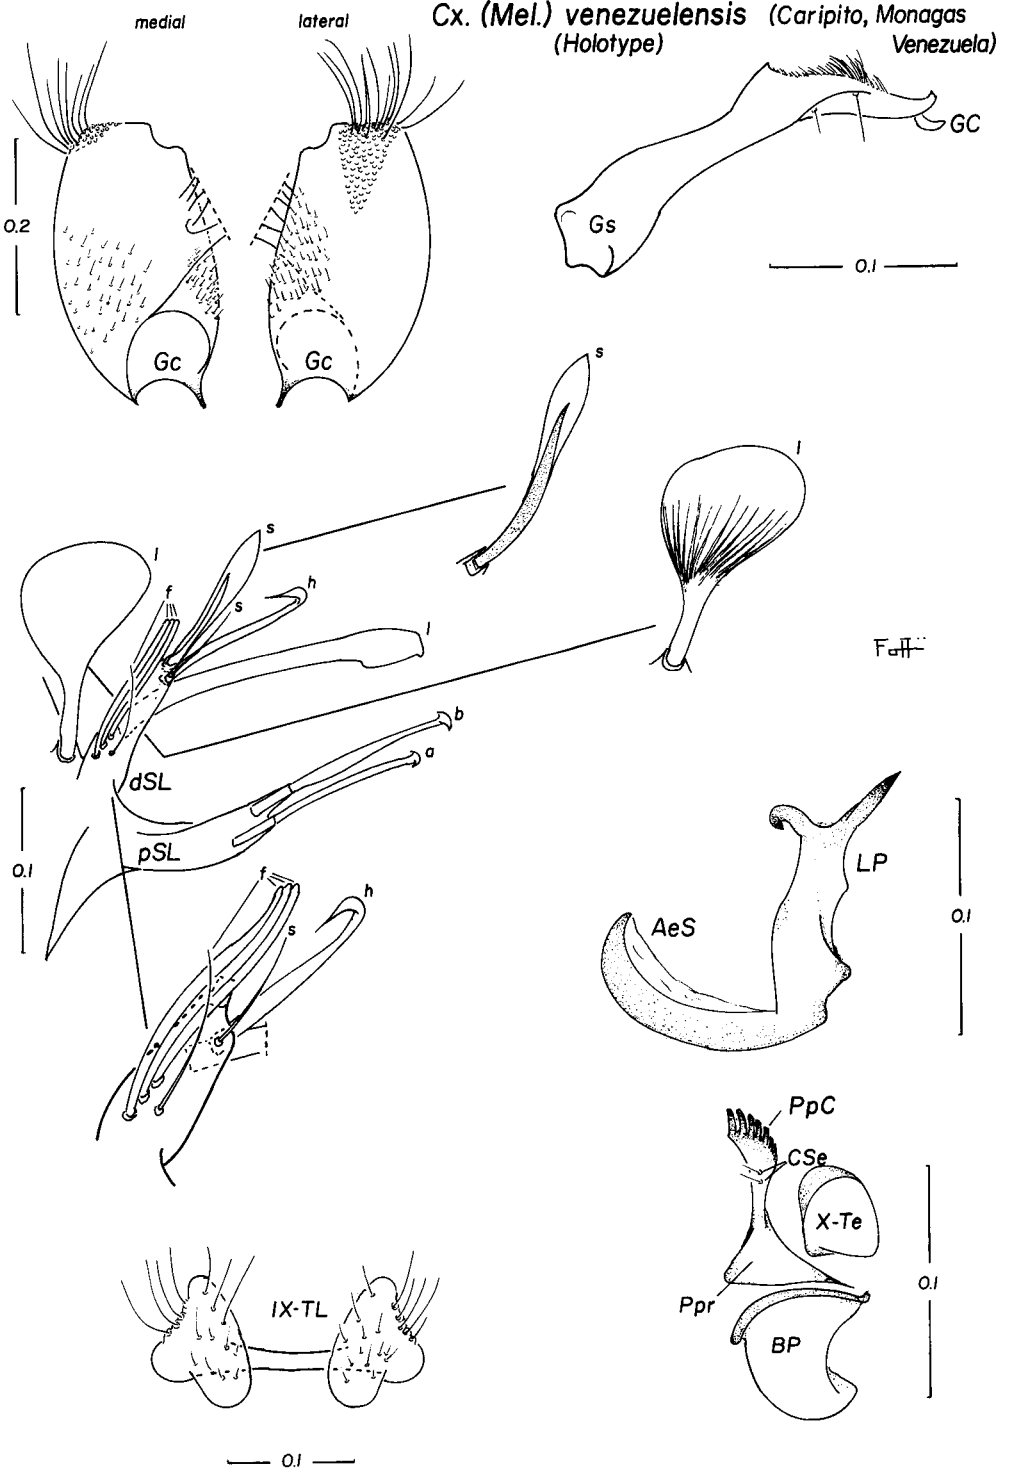 medial
lateral
Cx. (Mel.) venezuelensis (Caripito, Monagas
(Holotype) Venezuela)
GC
0.2
Gs
0.1
Gc
Gc
s
l
s
l
f
h
s
l
b
a
dSL
pSL
0.1
f
h
s
LP
AeS
0.1
PpC
CSe
X-Te
Ppr
0.1
BP
IX-TL
0.1